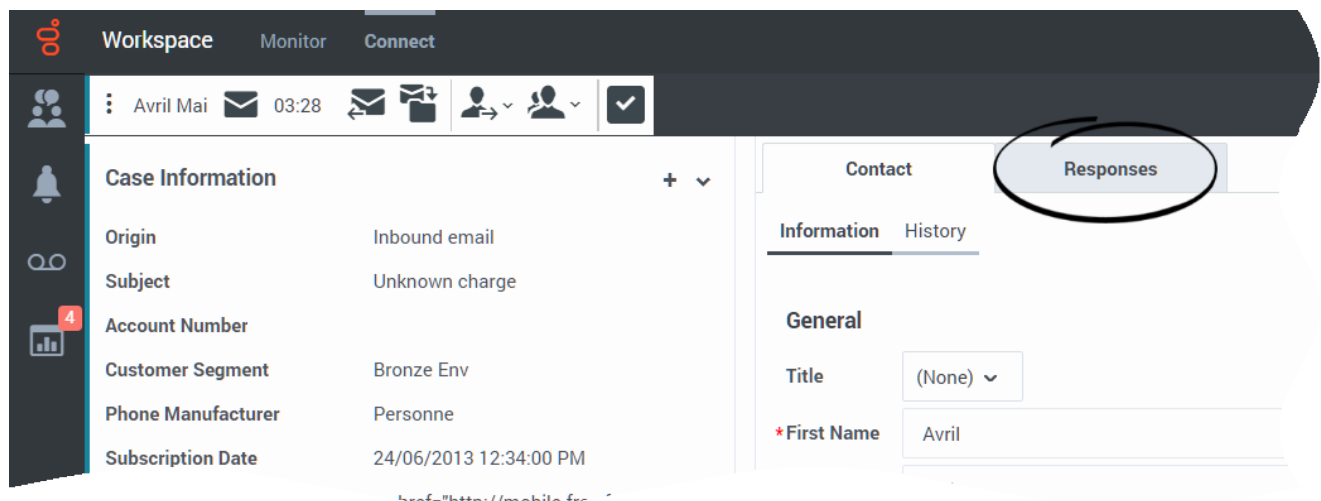 Workspace Monitor Connect
Avril Mai 03:28
4
Case Information
Origin Inbound email
Subject Unknown charge
Account Number
Customer Segment Bronze Env
Phone Manufacturer Personne
Subscription Date 24/06/2013 12:34:00 PM
Contact Responses
Information History
General
Title (None)
*First Name Avril